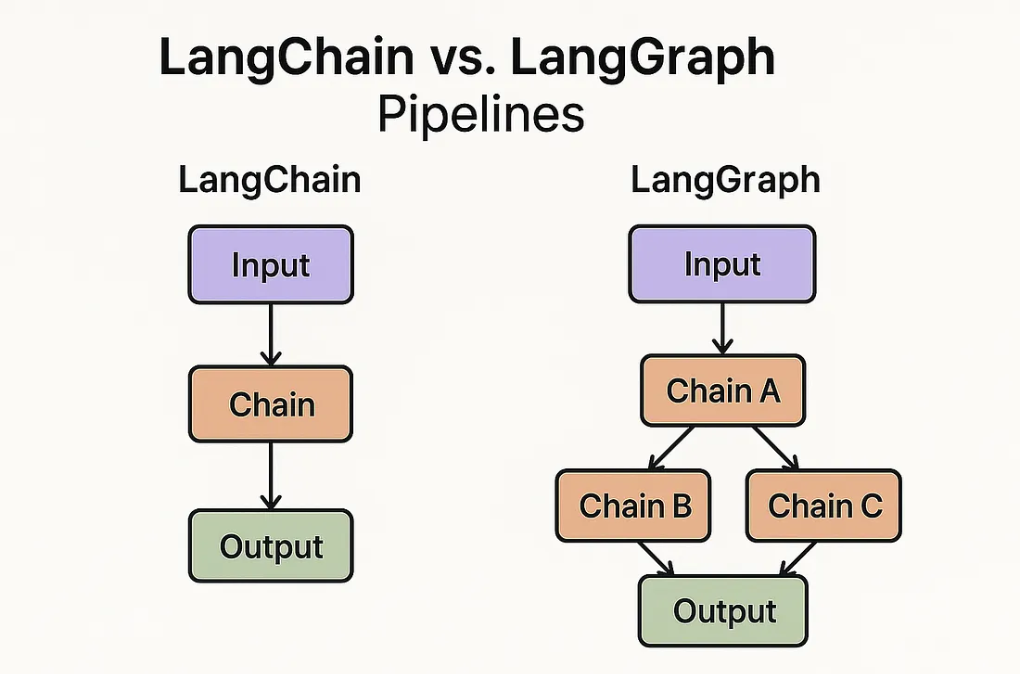 LangChain vs. LangGraph
Pipelines
LangChain
Input
Chain
Output
LangGraph
Input
Chain A
Chain B
Chain C
Output